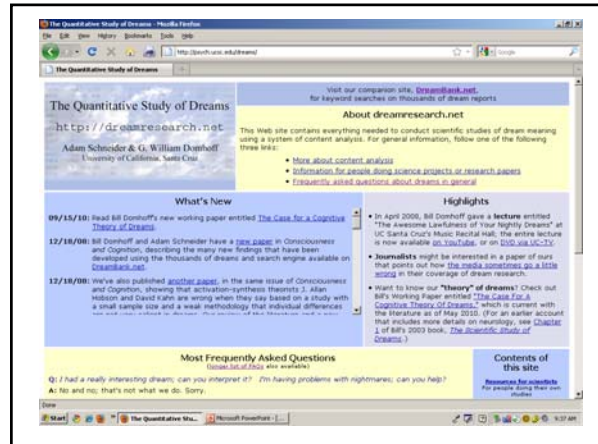 The Quantitative Study of Dreams - Mozilla Firefox
File Edit View History Bookmarks Tools Help
http://psych.ucsc.edu/dreams/
Google
The Quantitative Study of Dreams
The Quantitative Study of Dreams
http://dreamresearch.net
Adam Schneider & G. William Domhoff
University of California, Santa Cruz
Visit our companion site, DreamBank.net,
for keyword searches on thousands of dream reports
About dreamresearch.net
This Web site contains everything needed to conduct scientific studies of dream meaning
using a system of content analysis. For general information, follow one of the following
three links:
• More about content analysis
• Information for people doing science projects or research papers
• Frequently asked questions about dreams in general
What's New
09/15/10: Read Bill Domhoff's new working paper entitled The Case for a Cognitive
Theory of Dreams.
12/18/08: Bill Domhoff and Adam Schneider have a new paper in Consciousness
and Cognition, describing the many new findings that have been
developed using the thousands of dreams and search engine available on
DreamBank.net.
12/18/08: We've also published another paper, in the same issue of Consciousness
and Cognition, showing that activation-synthesis theorists J. Allan
Hobson and David Kahn are wrong when they say based on a study with
a small sample size and a weak methodology that individual differences
Highlights
• In April 2008, Bill Domhoff gave a lecture entitled
"The Awesome Lawfulness of Your Nightly Dreams" at
UC Santa Cruz's Music Recital Hall; the entire lecture
is now available on YouTube, or on DVD via UC-TV.
• Journalists might be interested in a paper of ours
that points out how the media sometimes go a little
wrong in their coverage of dream research.
• Want to know our "theory" of dreams? Check out
Bill's Working Paper entitled "The Case For A
Cognitive Theory Of Dreams," which is current with
the literature as of May 2010. (For an earlier account
that includes more details on neurology, see Chapter
1 of Bill's 2003 book, The Scientific Study of
Dreams.)
Most Frequently Asked Questions
(longer list of FAQs also available)
Q: I had a really interesting dream; can you interpret it? I'm having problems with nightmares; can you help?
A: No and no; that's not what we do. Sorry.
Contents of
this site
Resources for scientists
For people doing their own
studies
Done
Start
The Quantitative Stu...
Microsoft PowerPoint - [...
9:37 AM